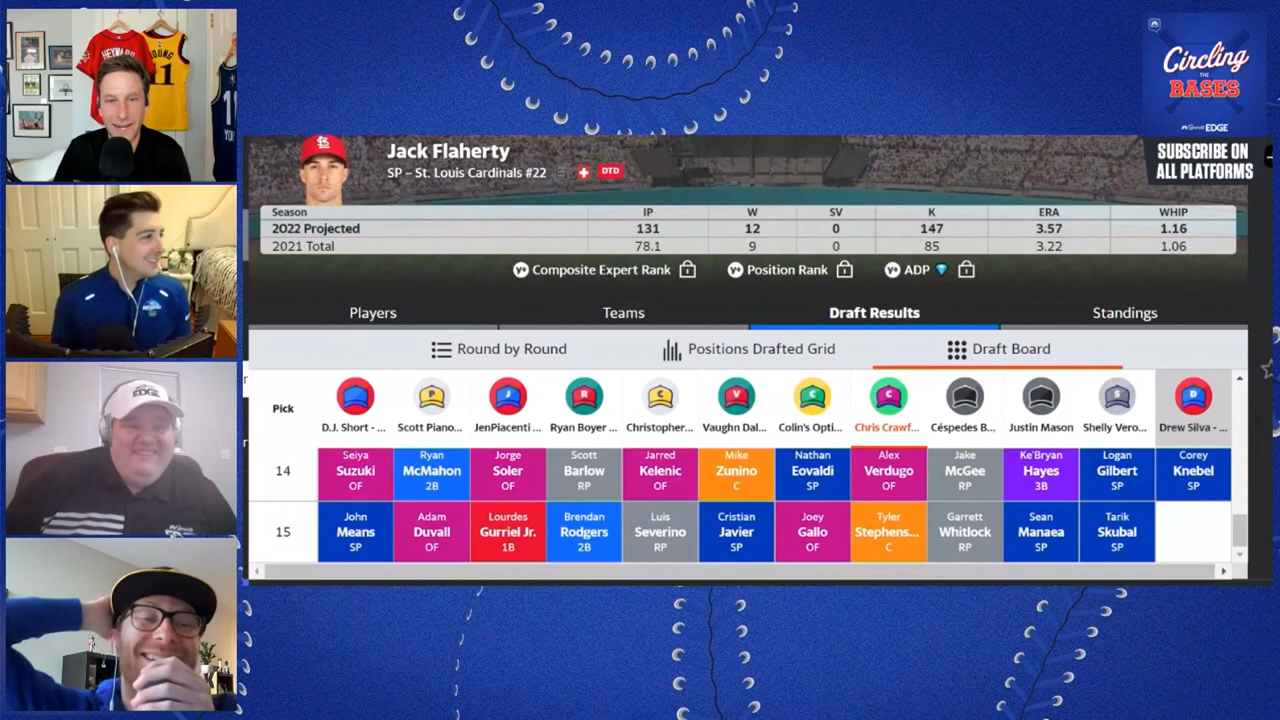 HEYWARD
YOUNG
11
EDGE
Circling
THE
BASES
EDGE
SUBSCRIBE ON
ALL PLATFORMS
Jack Flaherty
SP – St. Louis Cardinals #22
DTD
Season IP W SV K ERA WHIP
2022 Projected 131 12 0 147 3.57 1.16
2021 Total 78.1 9 0 85 3.22 1.06
Y+ Composite Expert Rank Y+ Position Rank Y+ ADP
Players Teams Draft Results Standings
Round by Round Positions Drafted Grid Draft Board
P J R C V C C S D
Pick D.J. Short - ... Scott Piano... JenPiacenti ... Ryan Boyer ... Christopher... Vaughn Dal... Colin's Opti... Chris Crawf... Céspedes B... Justin Mason Shelly Vero... Drew Silva - ...
Seiya Ryan Jorge Scott Jarred Mike Nathan Alex Jake Ke'Bryan Logan Corey
14 Suzuki McMahon Soler Barlow Kelenic Zunino Eovaldi Verdugo McGee Hayes Gilbert Knebel
OF 2B OF RP OF C SP OF RP 3B SP SP
John Adam Lourdes Brendan Luis Cristian Joey Tyler Garrett Sean Tarik
15 Means Duvall Gurriel Jr. Rodgers Severino Javier Gallo Stephens... Whitlock Manaea Skubal
SP OF 1B 2B RP SP OF C RP SP SP